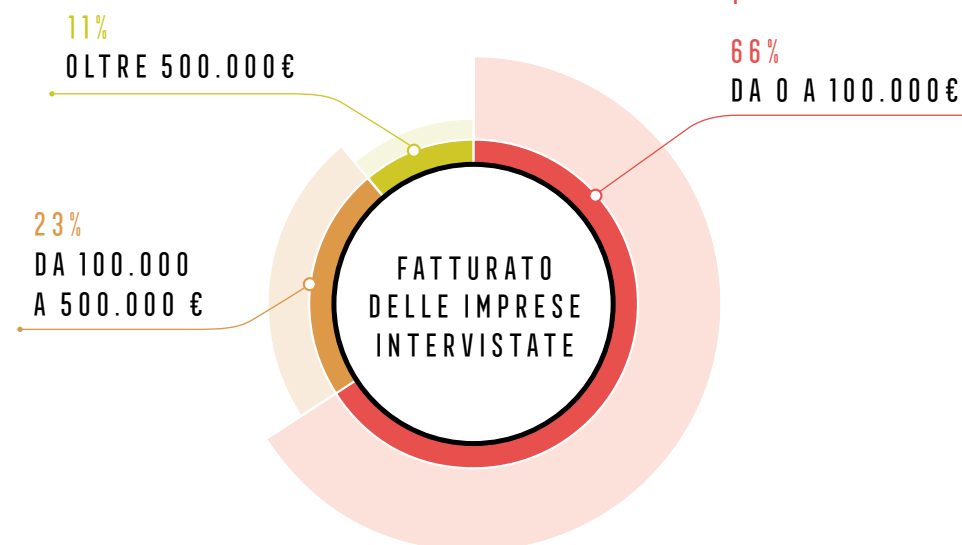 11%
OLTRE 500.000€
66%
DA 0 A 100.000€
23%
DA 100.000
A 500.000 €
FATTURATO
DELLE IMPRESE
INTERVISTATE